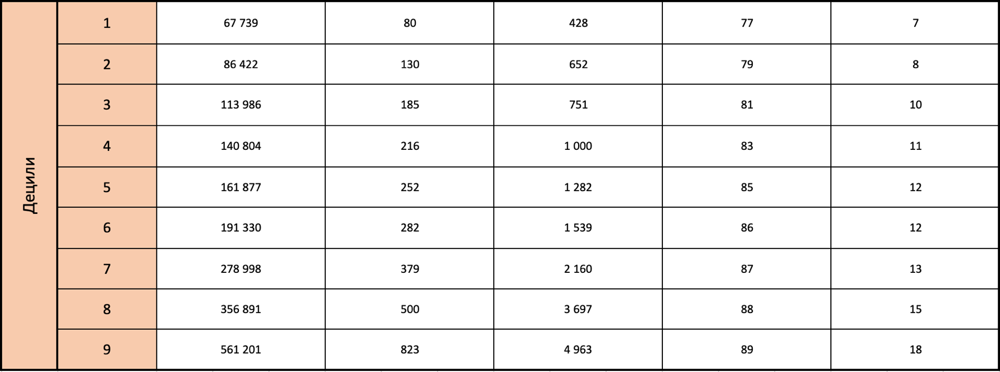 Децили
1 67 739 80 428 77 7
2 86 422 130 652 79 8
3 113 986 185 751 81 10
4 140 804 216 1 000 83 11
5 161 877 252 1 282 85 12
6 191 330 282 1 539 86 12
7 278 998 379 2 160 87 13
8 356 891 500 3 697 88 15
9 561 201 823 4 963 89 18